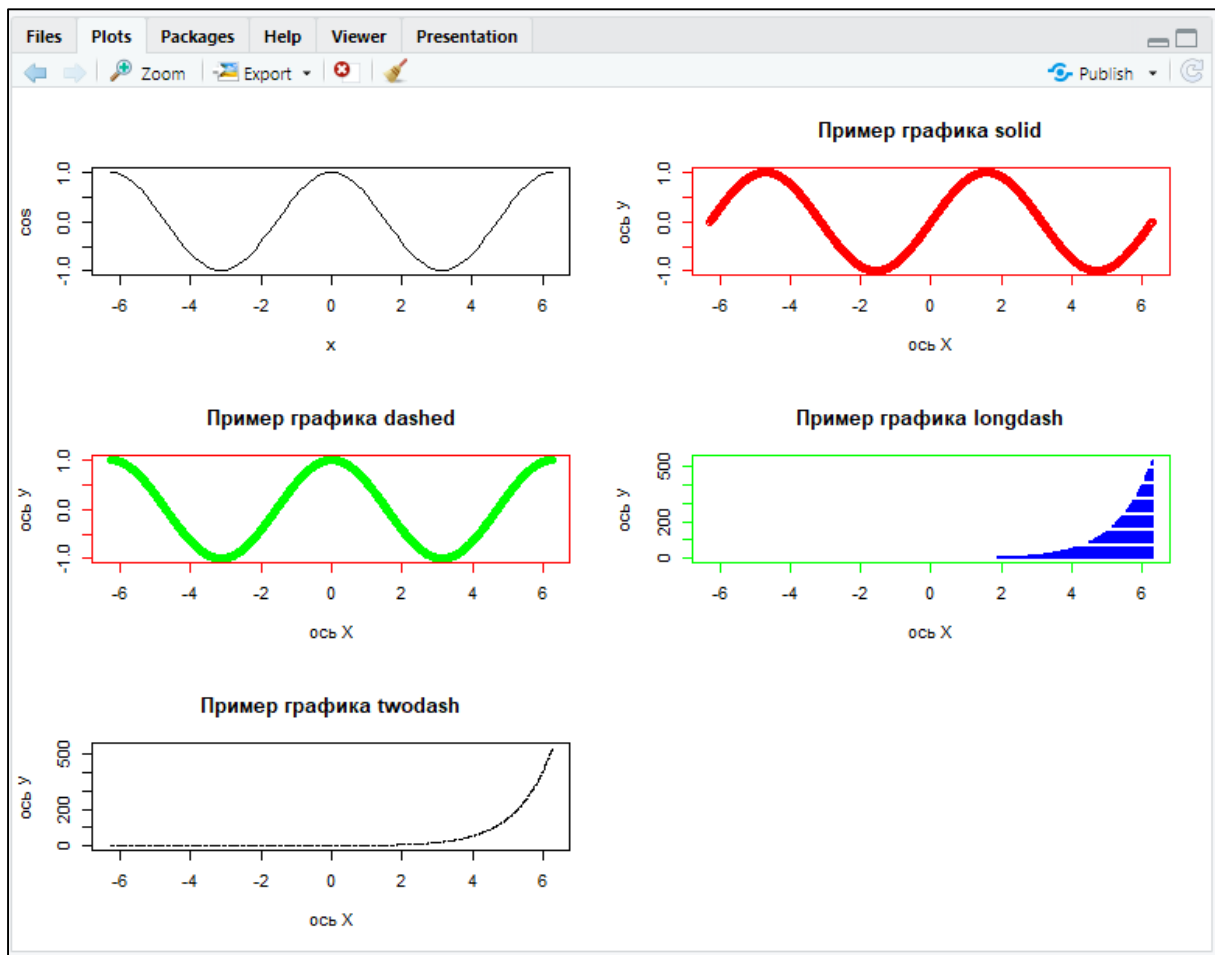 Files Plots Packages Help Viewer Presentation
Zoom Export Publish
cos
1.0
0.0
-1.0
-6 -4 -2 0 2 4 6
x
Пример графика solid
ось y
1.0
0.0
-1.0
-6 -4 -2 0 2 4 6
ось X
Пример графика dashed
ось y
1.0
0.0
-1.0
-6 -4 -2 0 2 4 6
ось X
Пример графика longdash
ось y
500
200
0
-6 -4 -2 0 2 4 6
ось X
Пример графика twodash
ось y
500
200
0
-6 -4 -2 0 2 4 6
ось X